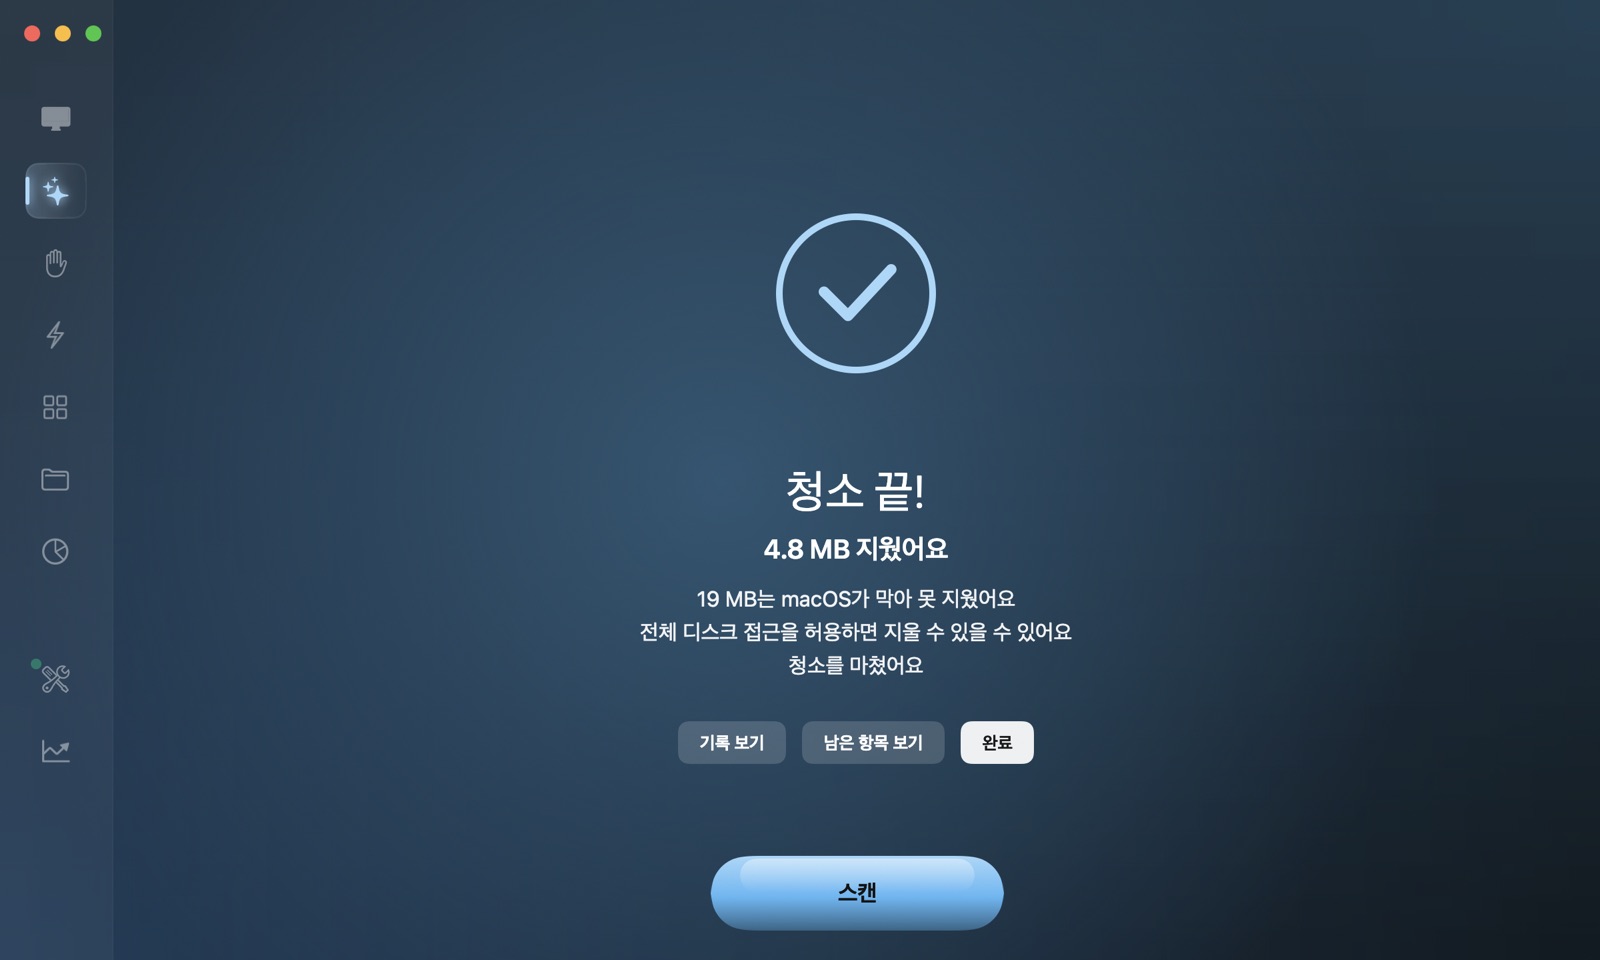 청소 끝!
4.8 MB 지웠어요
19 MB는 macOS가 막아 못 지웠어요
전체 디스크 접근을 허용하면 지울 수 있을 수 있어요
청소를 마쳤어요
기록 보기
남은 항목 보기
완료
스캔